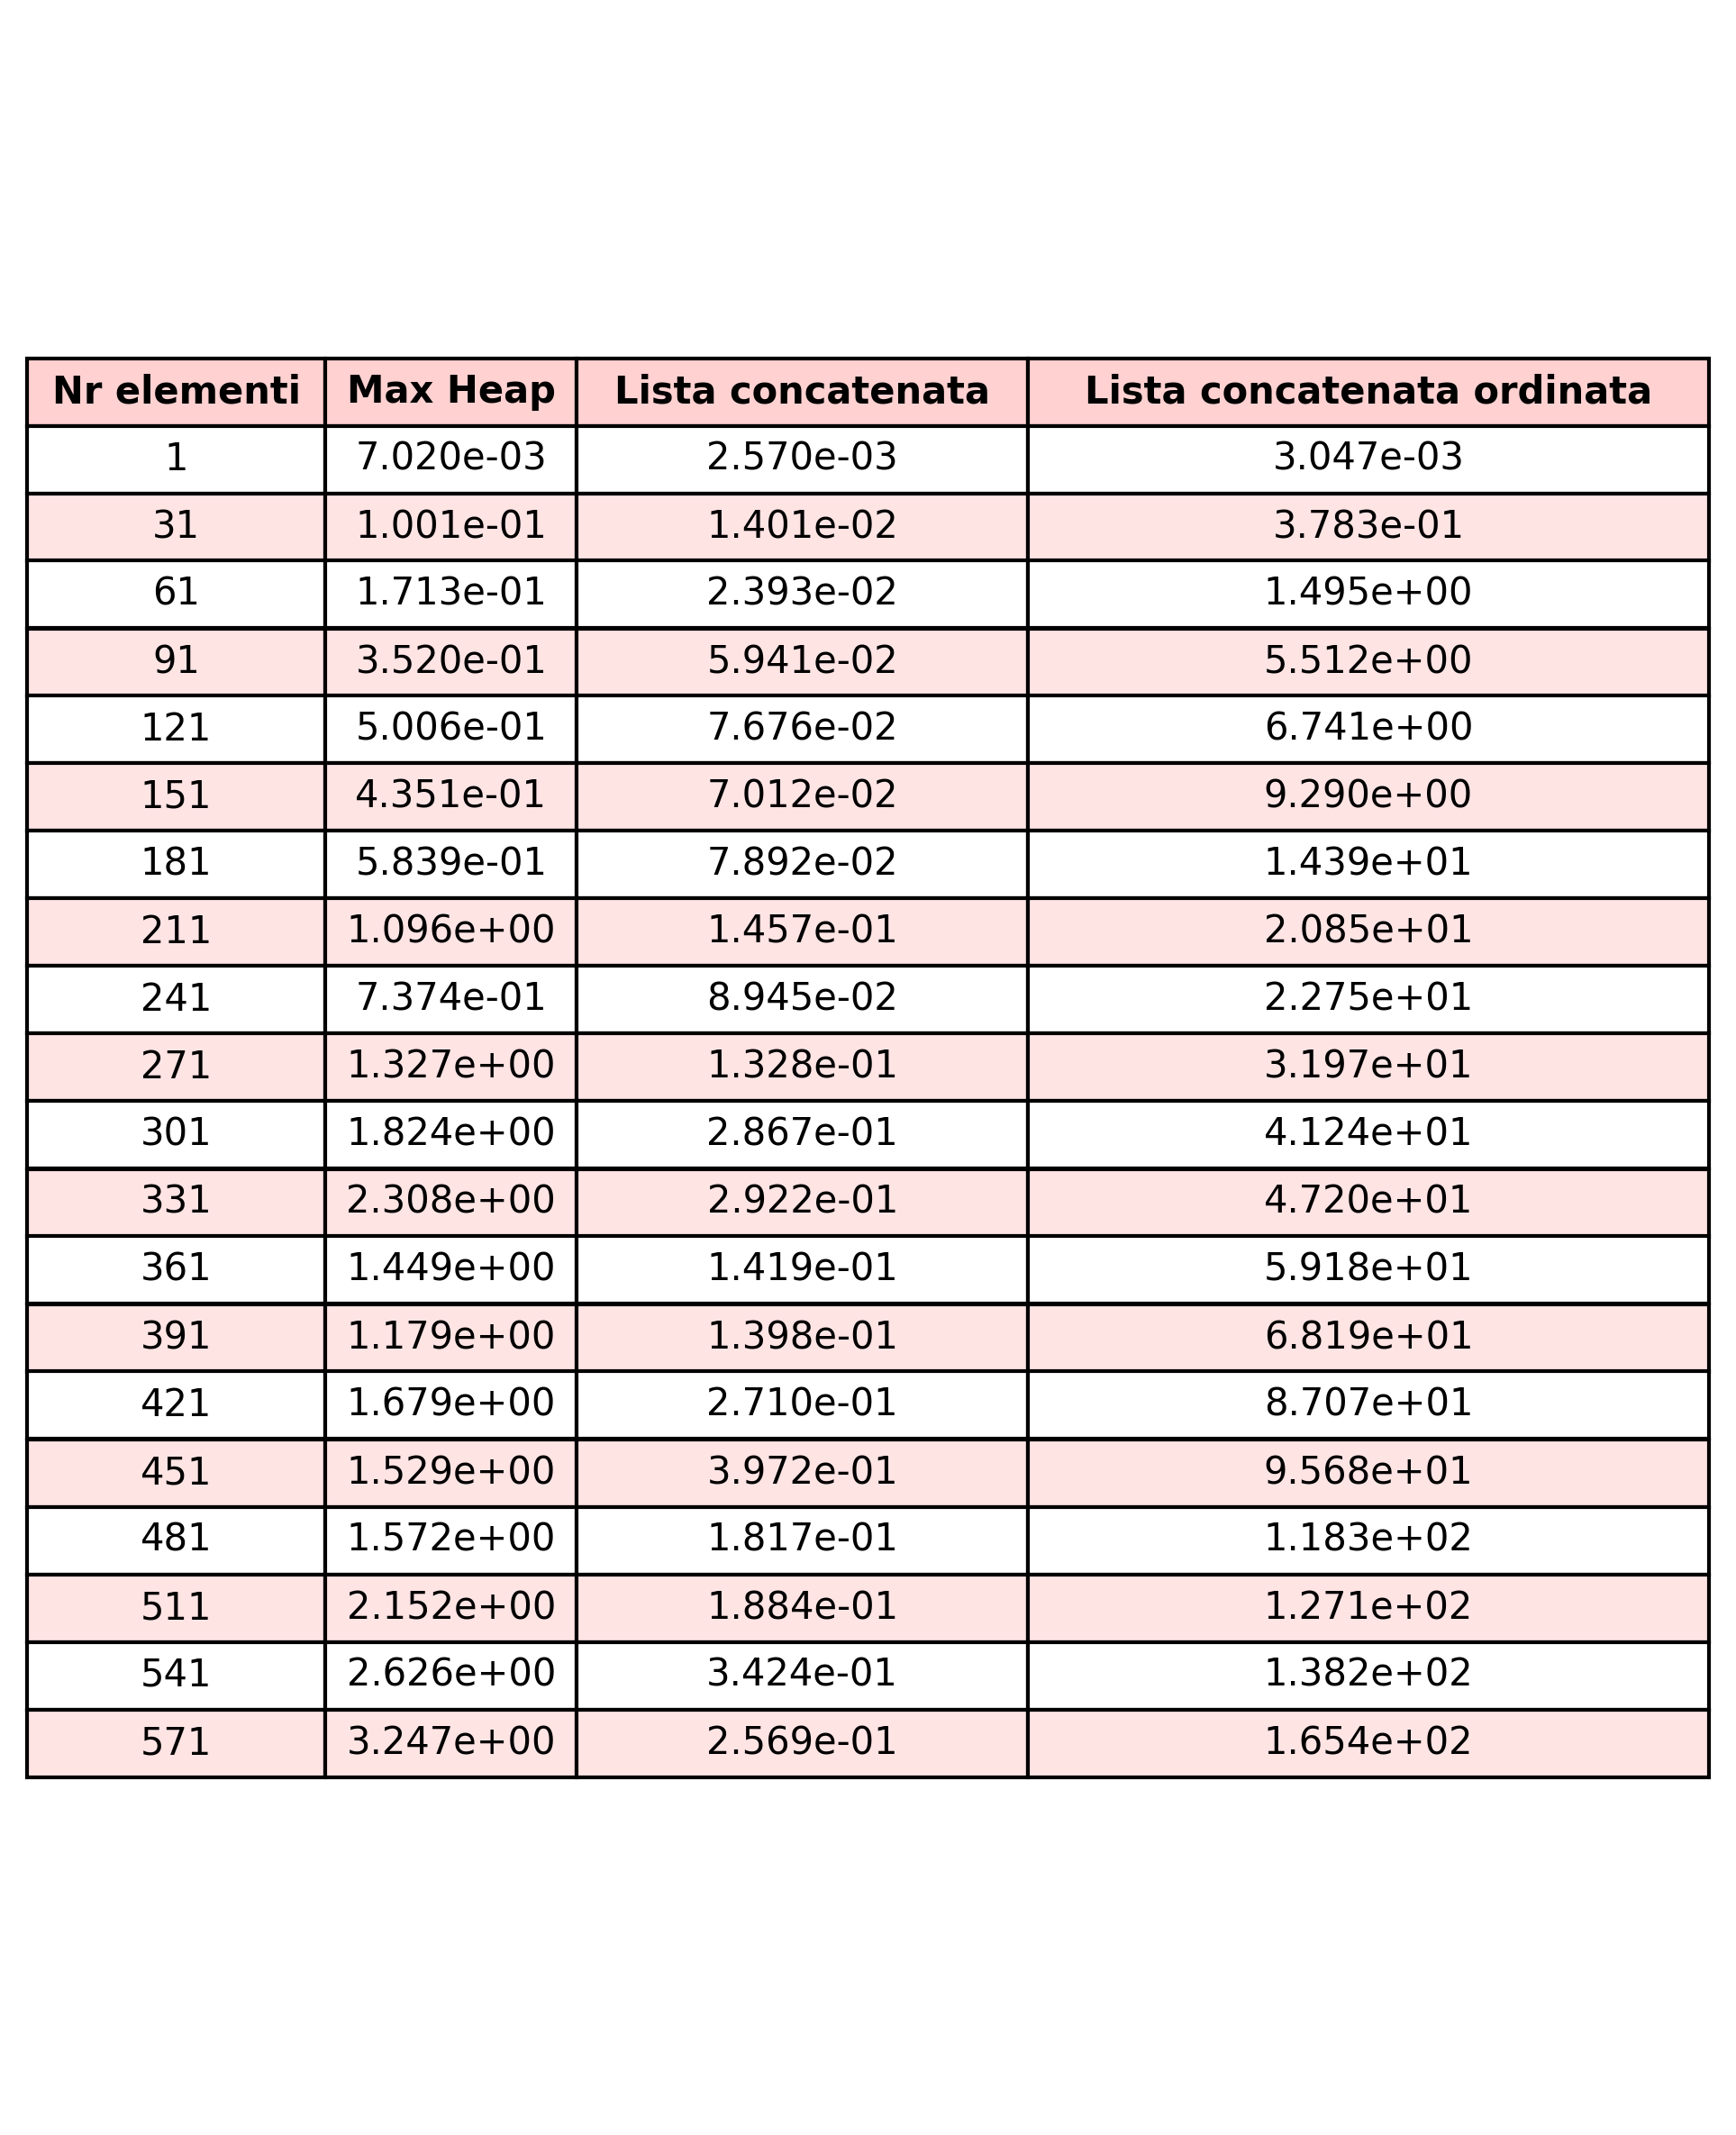 Nr elementi Max Heap Lista concatenata Lista concatenata ordinata
1 7.020e-03 2.570e-03 3.047e-03
31 1.001e-01 1.401e-02 3.783e-01
61 1.713e-01 2.393e-02 1.495e+00
91 3.520e-01 5.941e-02 5.512e+00
121 5.006e-01 7.676e-02 6.741e+00
151 4.351e-01 7.012e-02 9.290e+00
181 5.839e-01 7.892e-02 1.439e+01
211 1.096e+00 1.457e-01 2.085e+01
241 7.374e-01 8.945e-02 2.275e+01
271 1.327e+00 1.328e-01 3.197e+01
301 1.824e+00 2.867e-01 4.124e+01
331 2.308e+00 2.922e-01 4.720e+01
361 1.449e+00 1.419e-01 5.918e+01
391 1.179e+00 1.398e-01 6.819e+01
421 1.679e+00 2.710e-01 8.707e+01
451 1.529e+00 3.972e-01 9.568e+01
481 1.572e+00 1.817e-01 1.183e+02
511 2.152e+00 1.884e-01 1.271e+02
541 2.626e+00 3.424e-01 1.382e+02
571 3.247e+00 2.569e-01 1.654e+02